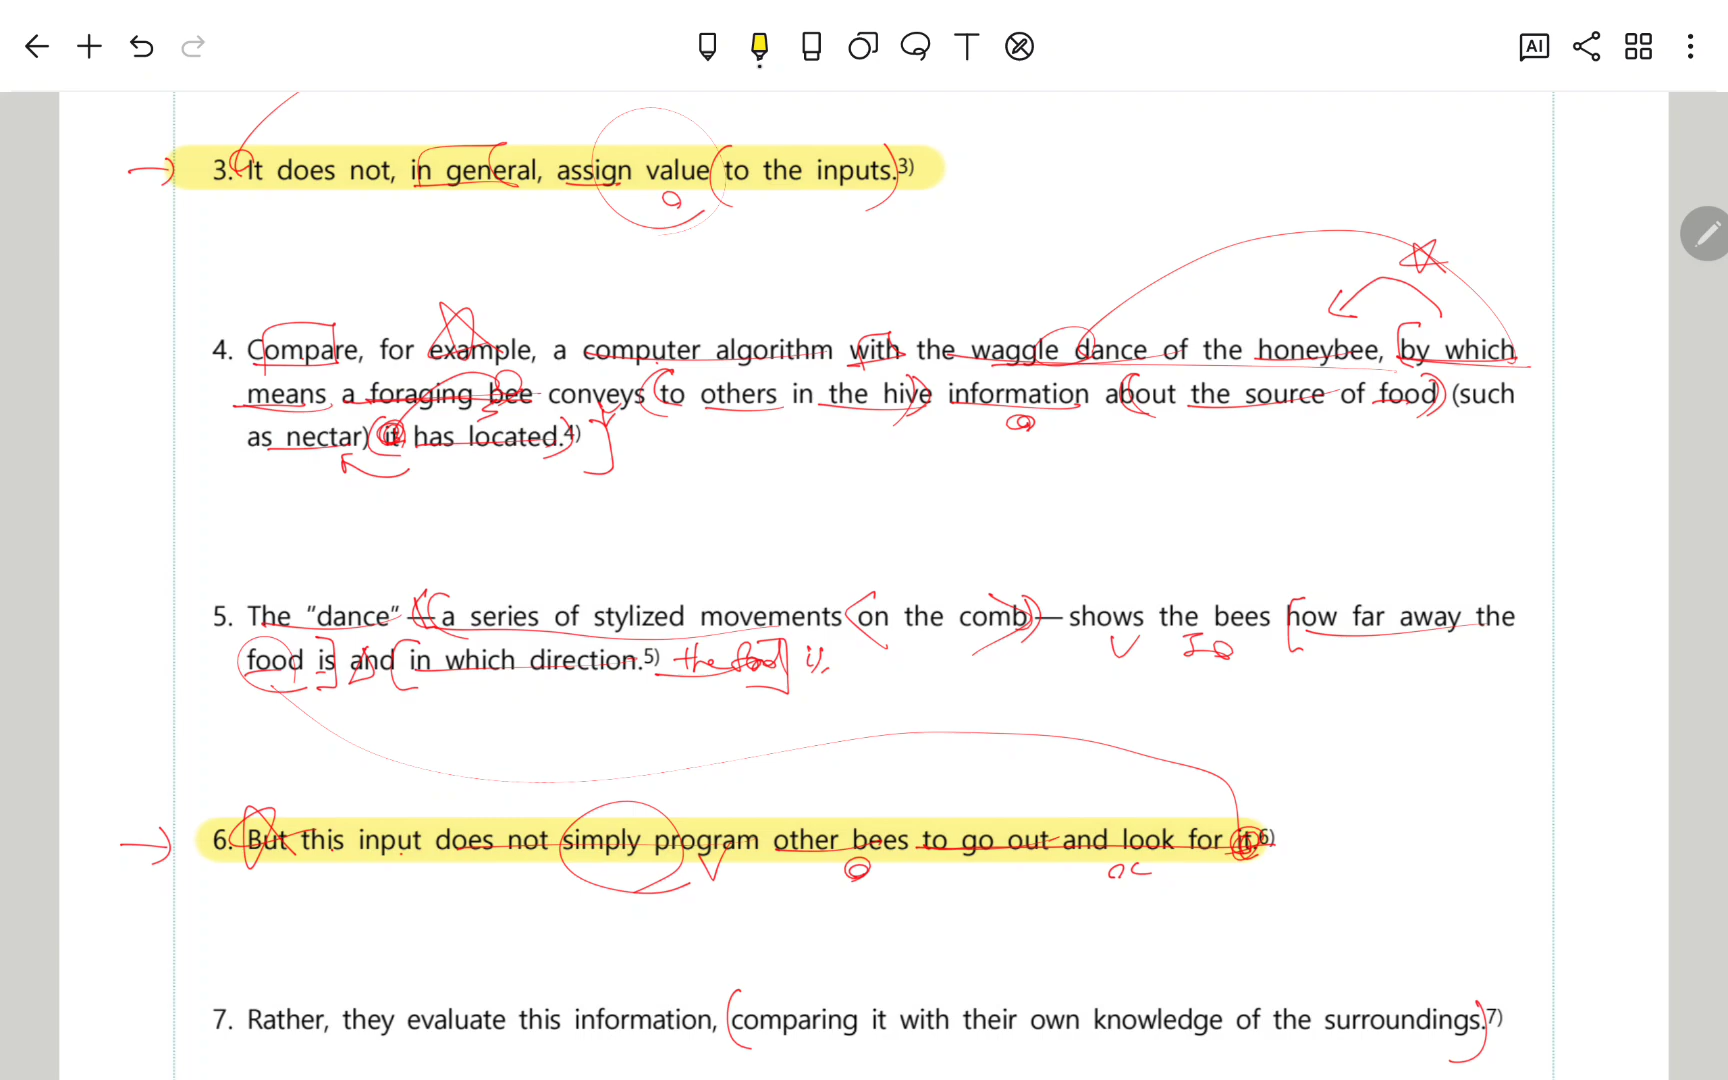 AI
3. It does not, in general, assign value to the inputs.3)
4. Compare, for example, a computer algorithm with the waggle dance of the honeybee, by which
means a foraging bee conveys to others in the hive information about the source of food (such
as nectar) it has located.4)
5. The "dance"—a series of stylized movements on the comb—shows the bees how far away the
food is and in which direction.5) the food is
6. But this input does not simply program other bees to go out and look for it.6)
7. Rather, they evaluate this information, comparing it with their own knowledge of the surroundings.7)